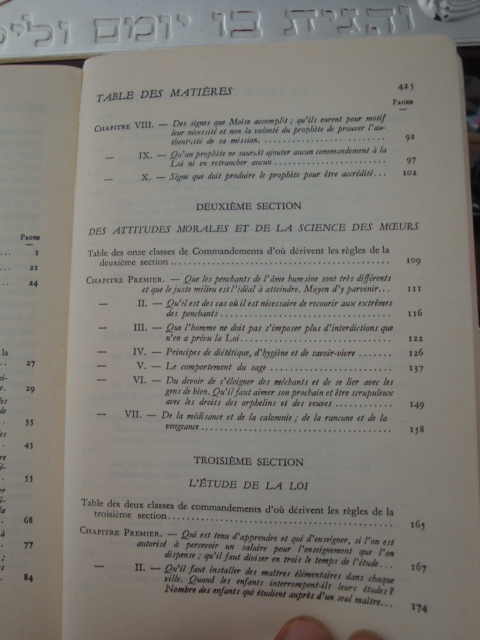 והגית בו יומם ולילה
TABLE DES MATIÈRES 425
PAGES
CHAPITRE VIII. — Des signes que Moïse accomplit ; qu'ils eurent pour motif
leur nécessité et non la volonté du prophète de prouver l'au-
thenticité de sa mission. 92
— IX. — Qu'un prophète ne saurait ajouter aucun commandement à la
Loi ni en retrancher aucun 97
— X. — Signe que doit produire le prophète pour être accrédité... 102
DEUXIÈME SECTION
DES ATTITUDES MORALES ET DE LA SCIENCE DES MŒURS
Table des onze classes de Commandements d'où dérivent les règles de la
deuxième section 109
CHAPITRE PREMIER. — Que les penchants de l'âme humaine sont très différents
et que le juste milieu est l'idéal à atteindre. Moyen d'y parvenir... 111
— II. — Qu'il est des cas où il est nécessaire de recourir aux extrêmes
des penchants 116
— III. — Que l'homme ne doit pas s'imposer plus d'interdictions que
n'en a prévu la Loi 122
— IV. — Principes de diététique, d'hygiène et de savoir-vivre 126
— V. — Le comportement du sage 137
— VI. — Du devoir de s'éloigner des méchants et de se lier avec les
gens de bien. Qu'il faut aimer son prochain et être scrupuleux
avec les droits des orphelins et des veuves 149
— VII. — De la médisance et de la calomnie ; de la rancune et de la
vengeance 158
TROISIÈME SECTION
L'ÉTUDE DE LA LOI
Table des deux classes de commandements d'où dérivent les règles de la
troisième section 163
CHAPITRE PREMIER. — Qui est tenu d'apprendre et qui d'enseigner, si l'on est
autorisé à percevoir un salaire pour l'enseignement que l'on
dispense ; qu'il faut diviser en trois le temps de l'étude... 167
— II. — Qu'il faut installer des maîtres élémentaires dans chaque
ville. Quand les enfants interrompent-ils leurs études ?
Nombre des enfants qui étudient auprès d'un seul maître... 174
PAGES
1
21
24
la
27
29
35
45
55
68
77
84